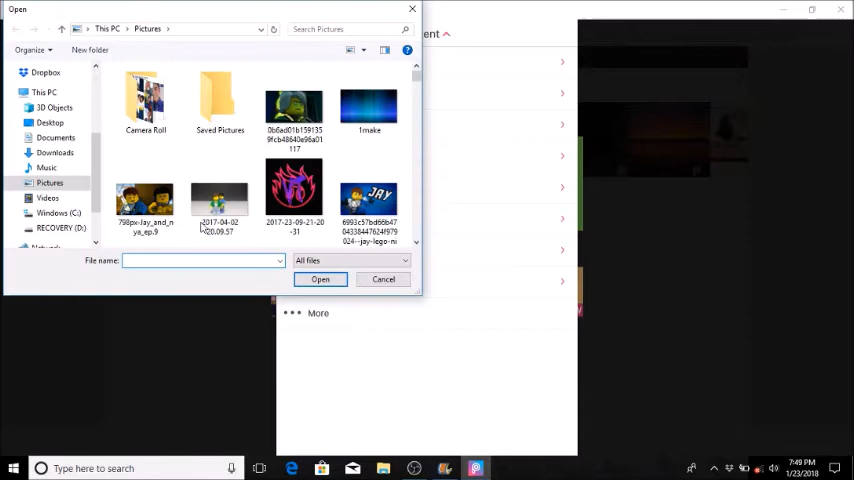 Open
This PC > Pictures >
Search Pictures
ent
Organize
New folder
Dropbox
This PC
3D Objects
Desktop
Documents
Downloads
Music
Pictures
Videos
Windows (C:)
RECOVERY (D:)
Camera Roll
Saved Pictures
0b6ad01b159135
9fcb48640e96a01
117
1make
798px-Jay_and_n
ya_ep.9
2017-04-02
20.09.57
2017-23-09-21-20
-31
6993c57bd66b47
04338447624f979
024--jay-lego-ni
File name:
All files
Open
Cancel
More
Type here to search
7:49 PM
1/23/2018